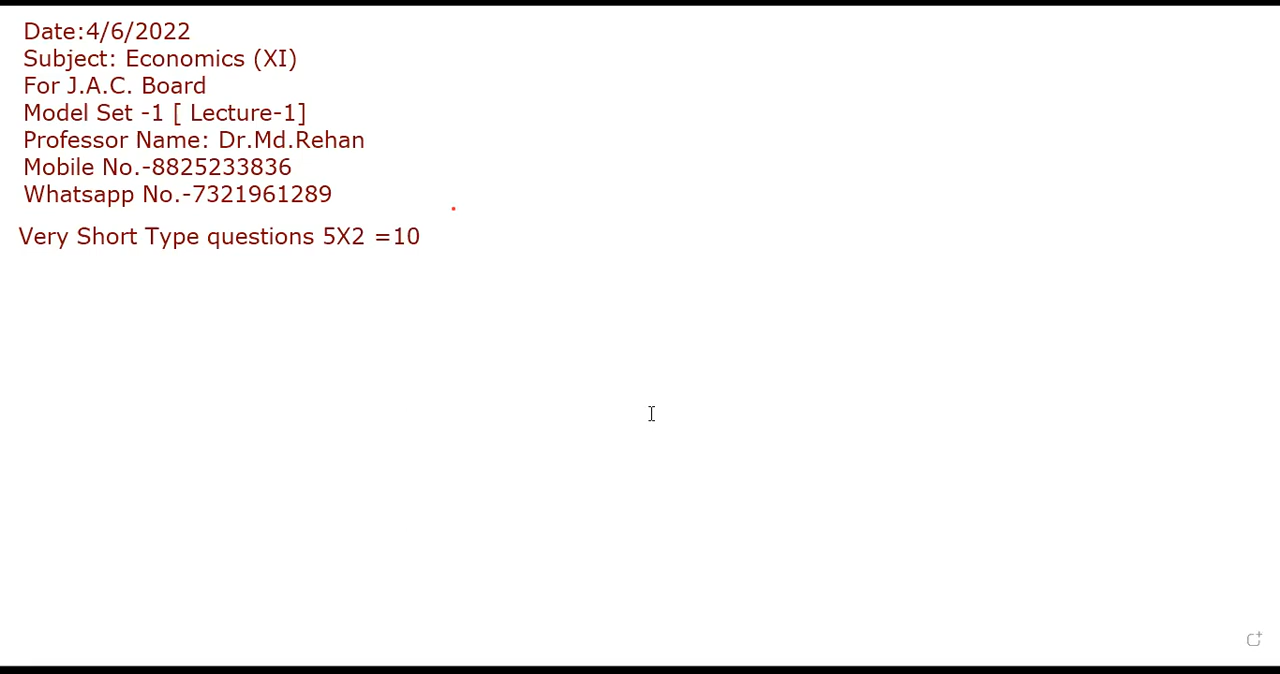 Date:4/6/2022
Subject: Economics (XI)
For J.A.C. Board
Model Set -1 [ Lecture-1]
Professor Name: Dr.Md.Rehan
Mobile No.-8825233836
Whatsapp No.-7321961289
Very Short Type questions 5X2 =10